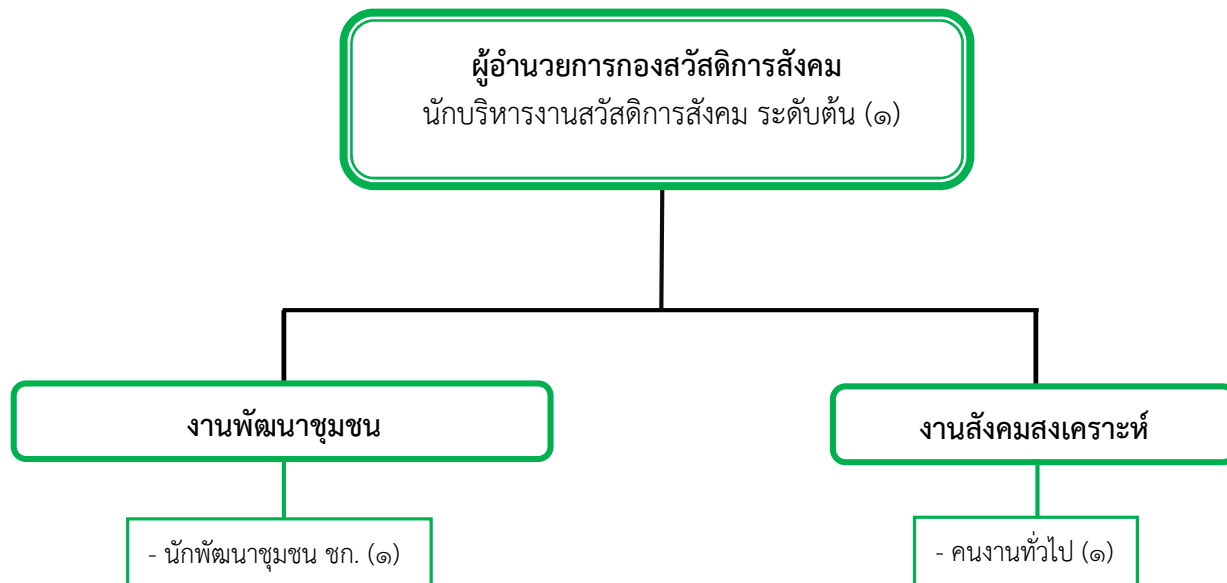 ผู้อำนวยการกองสวัสดิการสังคม
นักบริหารงานสวัสดิการสังคม ระดับต้น (๑)
งานพัฒนาชุมชน
งานสังคมสงเคราะห์
- นักพัฒนาชุมชน ชก. (๑)
- คนงานทั่วไป (๑)